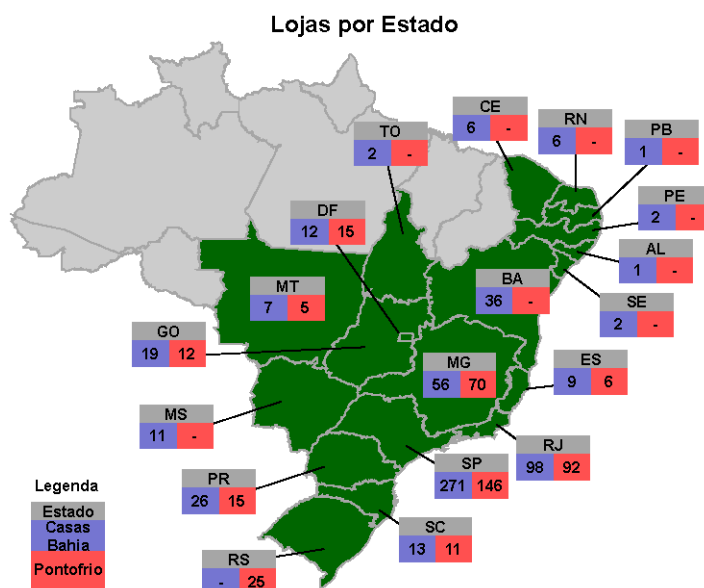 Lojas por Estado
CE
6 -
RN
6 -
TO
2 -
PB
1 -
PE
2 -
DF
12 15
AL
1 -
BA
36 -
MT
7 5
SE
2 -
GO
19 12
MG
56 70
ES
9 6
MS
11 -
RJ
98 92
SP
271 146
PR
26 15
SC
13 11
RS
- 25
Legenda
Estado
Casas
Bahia
Pontofrio